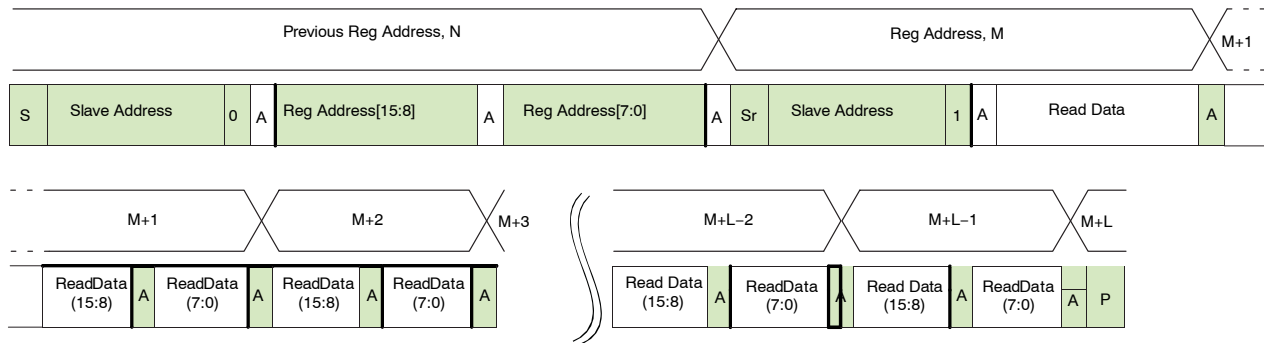 Previous Reg Address, N Reg Address, M M+1
S Slave Address 0 A Reg Address[15:8] A Reg Address[7:0] A Sr Slave Address 1 A Read Data A
M+1 M+2 M+3 M+L−2 M+L−1 M+L
ReadData (15:8) A ReadData (7:0) A ReadData (15:8) A ReadData (7:0) A Read Data (15:8) A ReadData (7:0) A Read Data (15:8) A ReadData (7:0) A P